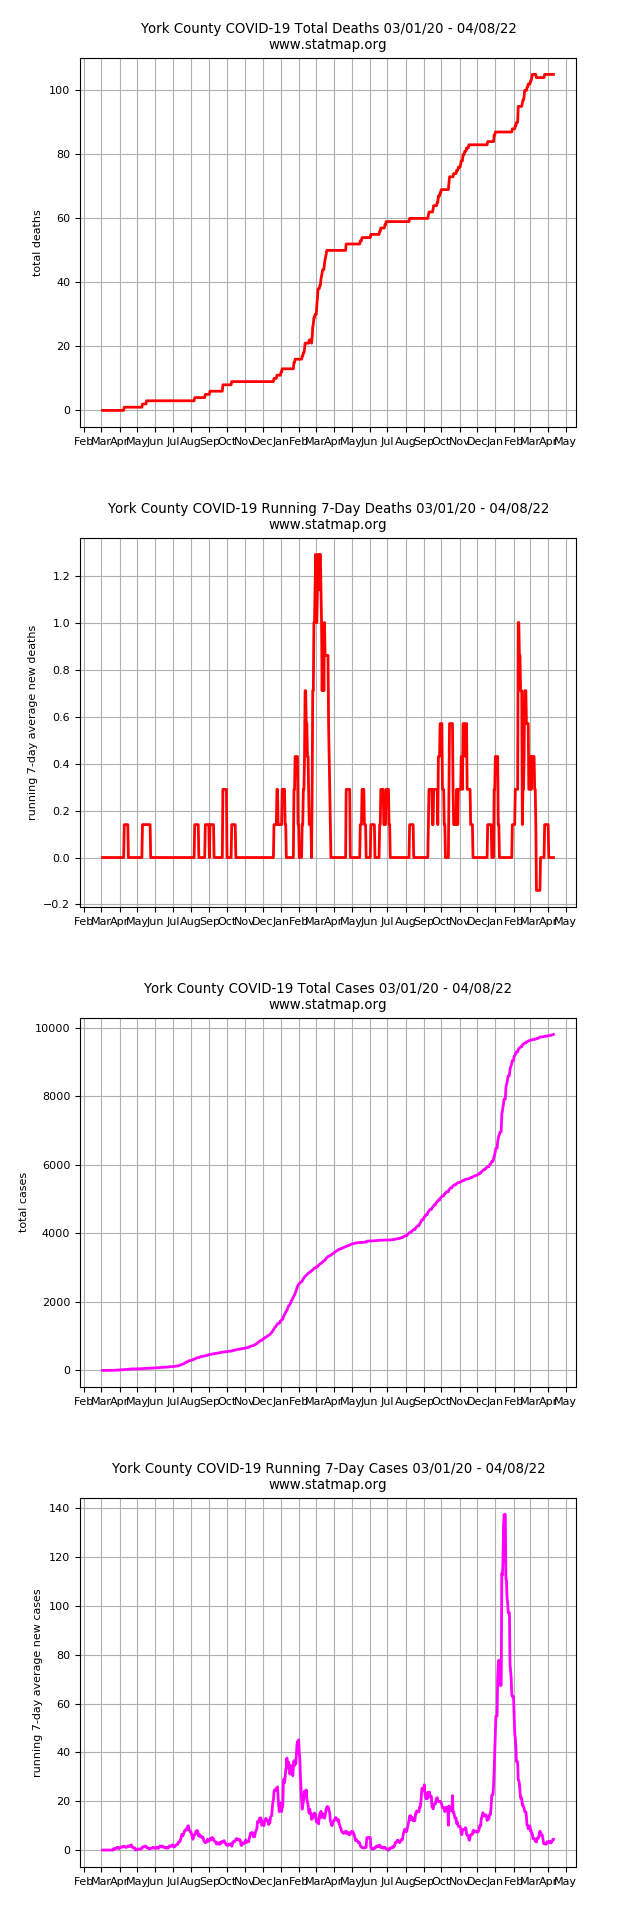 York County COVID-19 Total Deaths 03/01/20 - 04/08/22
www.statmap.org
total deaths
100
80
60
40
20
0
Feb Mar Apr May Jun Jul Aug Sep Oct Nov Dec Jan Feb Mar Apr May Jun Jul Aug Sep Oct Nov Dec Jan Feb Mar Apr May
York County COVID-19 Running 7-Day Deaths 03/01/20 - 04/08/22
www.statmap.org
running 7-day average new deaths
1.2
1.0
0.8
0.6
0.4
0.2
0.0
−0.2
Feb Mar Apr May Jun Jul Aug Sep Oct Nov Dec Jan Feb Mar Apr May Jun Jul Aug Sep Oct Nov Dec Jan Feb Mar Apr May
York County COVID-19 Total Cases 03/01/20 - 04/08/22
www.statmap.org
total cases
10000
8000
6000
4000
2000
0
Feb Mar Apr May Jun Jul Aug Sep Oct Nov Dec Jan Feb Mar Apr May Jun Jul Aug Sep Oct Nov Dec Jan Feb Mar Apr May
York County COVID-19 Running 7-Day Cases 03/01/20 - 04/08/22
www.statmap.org
running 7-day average new cases
140
120
100
80
60
40
20
0
Feb Mar Apr May Jun Jul Aug Sep Oct Nov Dec Jan Feb Mar Apr May Jun Jul Aug Sep Oct Nov Dec Jan Feb Mar Apr May